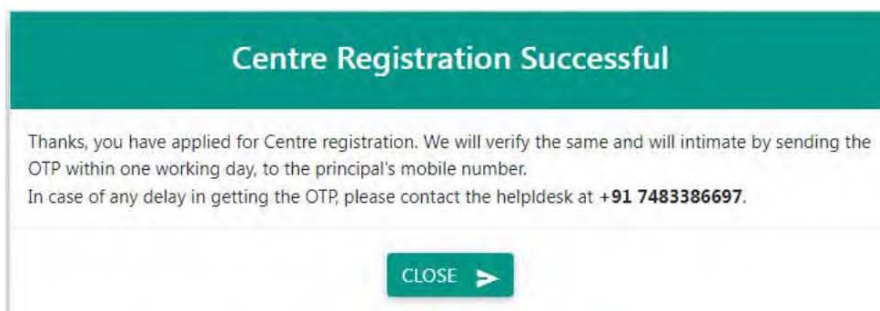 Centre Registration Successful
Thanks, you have applied for Centre registration. We will verify the same and will intimate by sending the
OTP within one working day, to the principal's mobile number.
In case of any delay in getting the OTP, please contact the helpldesk at +91 7483386697.
CLOSE